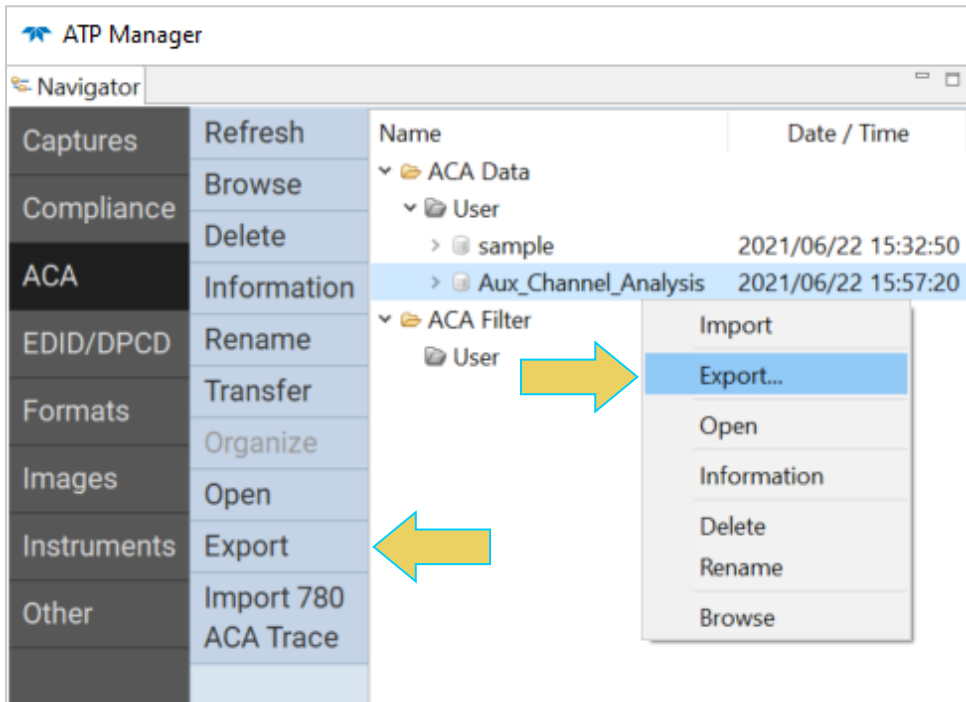 ATP Manager
Navigator
Captures
Compliance
ACA
EDID/DPCD
Formats
Images
Instruments
Other
Refresh
Browse
Delete
Information
Rename
Transfer
Organize
Open
Export
Import 780
ACA Trace
Name Date / Time
ACA Data
User
sample 2021/06/22 15:32:50
Aux_Channel_Analysis 2021/06/22 15:57:20
ACA Filter
User
Import
Export...
Open
Information
Delete
Rename
Browse